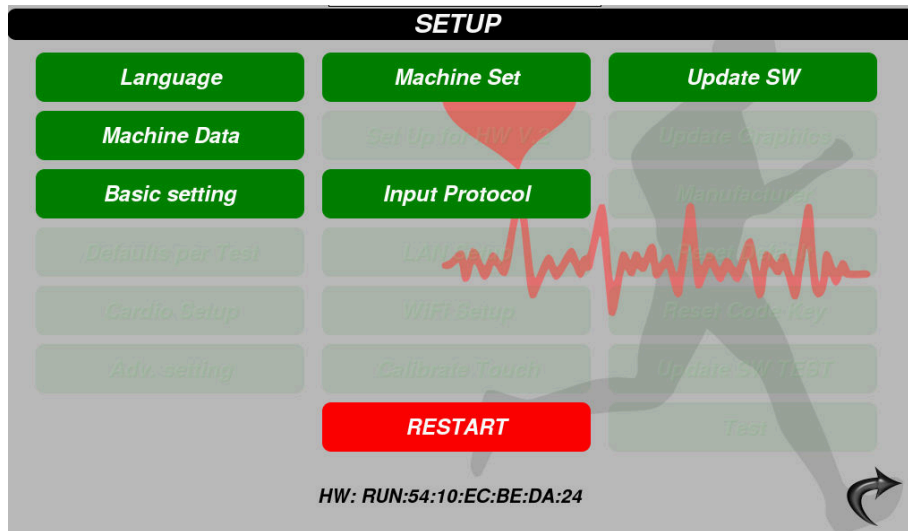 SETUP
Language
Machine Set
Update SW
Machine Data
Set Up for HW V.2
Update Graphics
Basic setting
Input Protocol
Manufacturer
Defaults per Test
Cardio Setup
WiFi Setup
Reset Code-Key
Adv. setting
Calibrate Touch
Update SW TEST
RESTART
Test
HW: RUN:54:10:EC:BE:DA:24